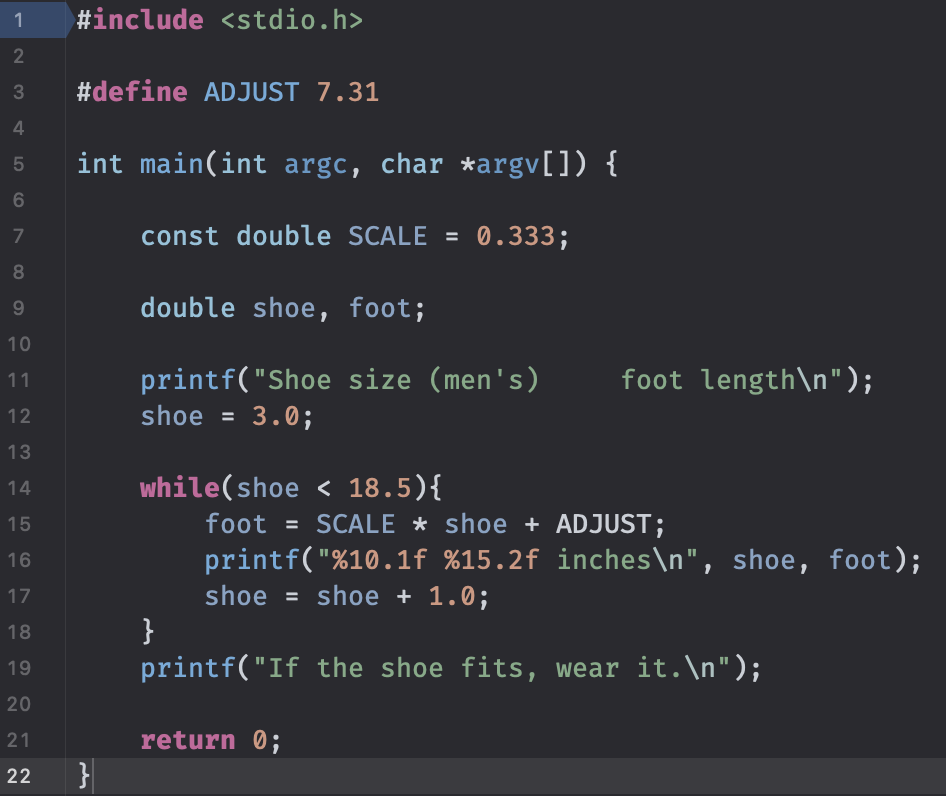 1 #include <stdio.h>
2
3 #define ADJUST 7.31
4
5 int main(int argc, char *argv[]) {
6
7     const double SCALE = 0.333;
8
9     double shoe, foot;
10
11     printf("Shoe size (men's)     foot length\n");
12     shoe = 3.0;
13
14     while(shoe < 18.5){
15         foot = SCALE * shoe + ADJUST;
16         printf("%10.1f %15.2f inches\n", shoe, foot);
17         shoe = shoe + 1.0;
18     }
19     printf("If the shoe fits, wear it.\n");
20
21     return 0;
22 }